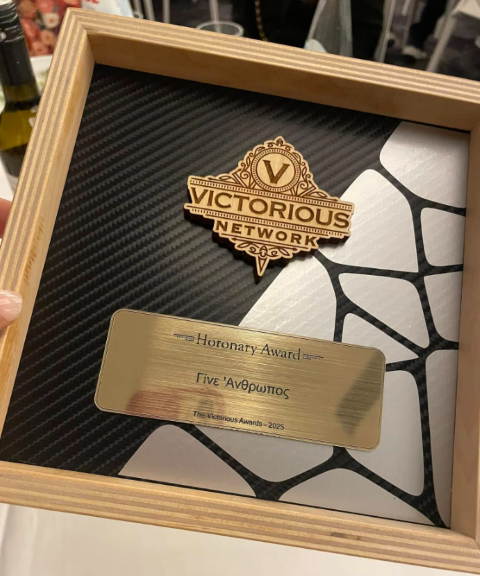 V
VICTORIOUS
NETWORK
Horonary Award
Γίνε 'Ανθρωπος
The Victorious Awards - 2025